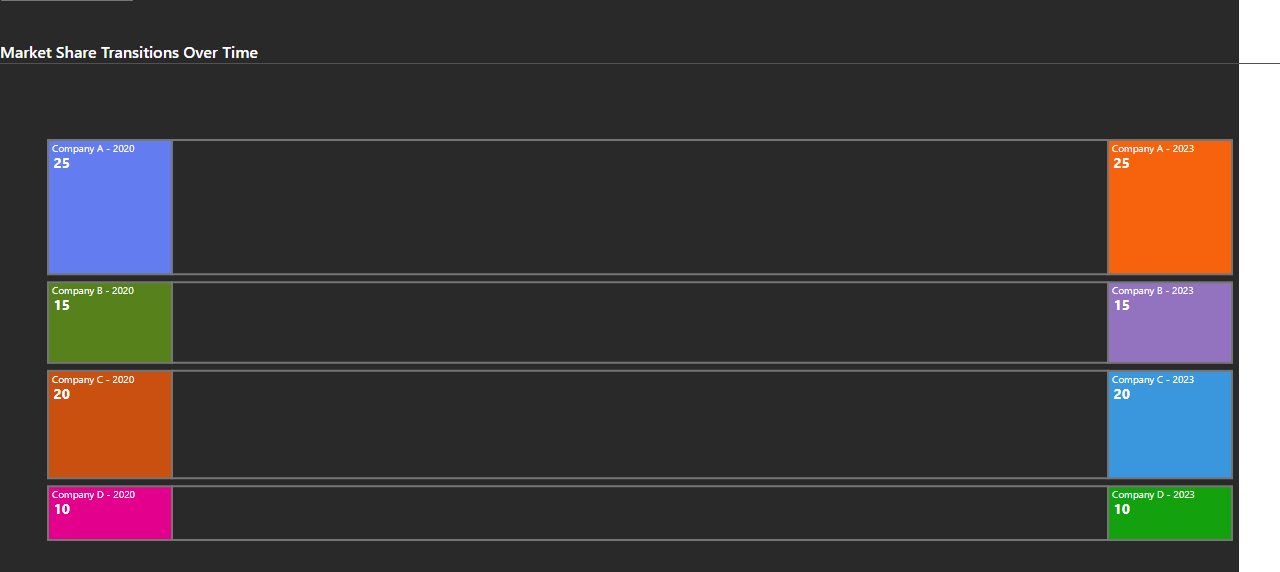 Market Share Transitions Over Time
Company A - 2020
25
Company A - 2023
25
Company B - 2020
15
Company B - 2023
15
Company C - 2020
20
Company C - 2023
20
Company D - 2020
10
Company D - 2023
10